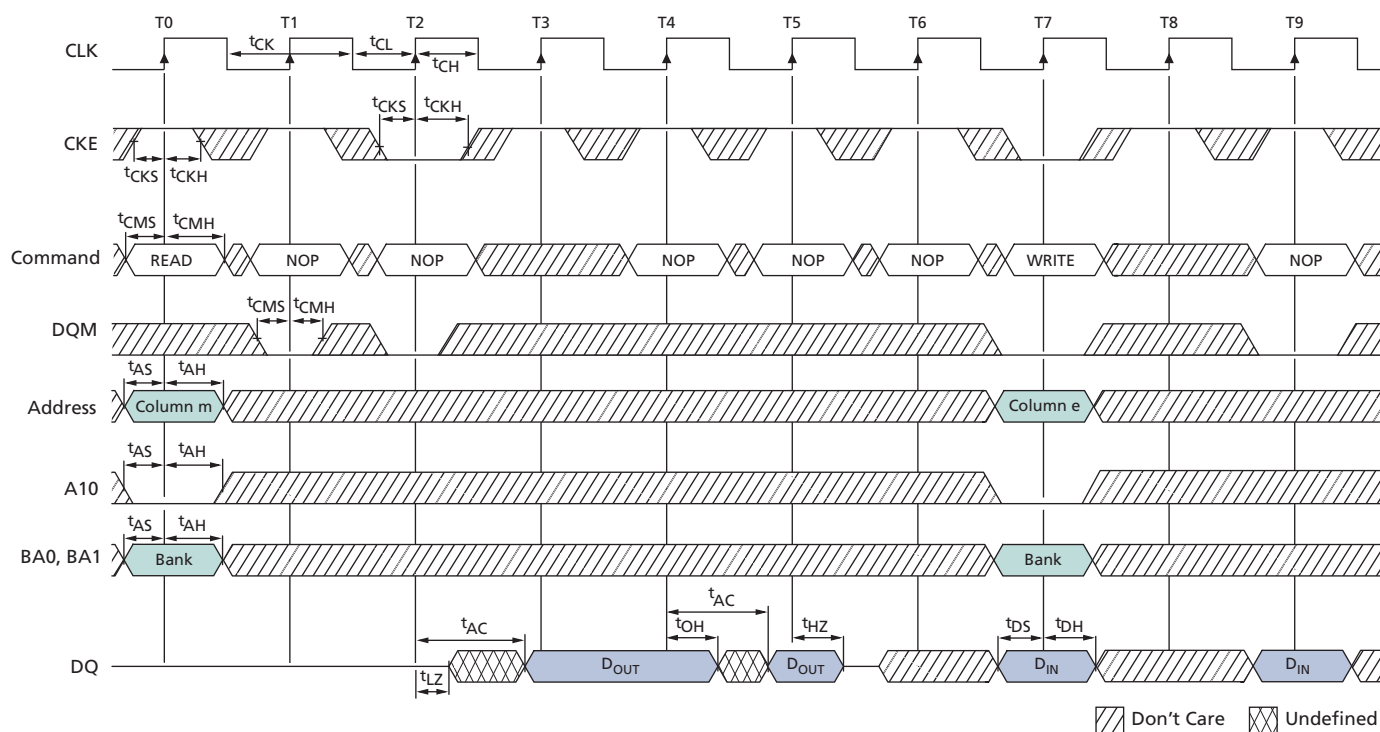 T0 T1 T2 T3 T4 T5 T6 T7 T8 T9
CLK
tCK tCL
tCH
tCKS tCKH
CKE
tCKS tCKH
tCMS tCMH
Command READ NOP NOP NOP NOP NOP WRITE NOP
tCMS tCMH
DQM
tAS tAH
Address Column m Column e
tAS tAH
A10
tAS tAH
BA0, BA1 Bank Bank
tAC
tAC tOH tHZ tDS tDH
DQ DOUT DOUT DIN DIN
tLZ
Don't Care Undefined